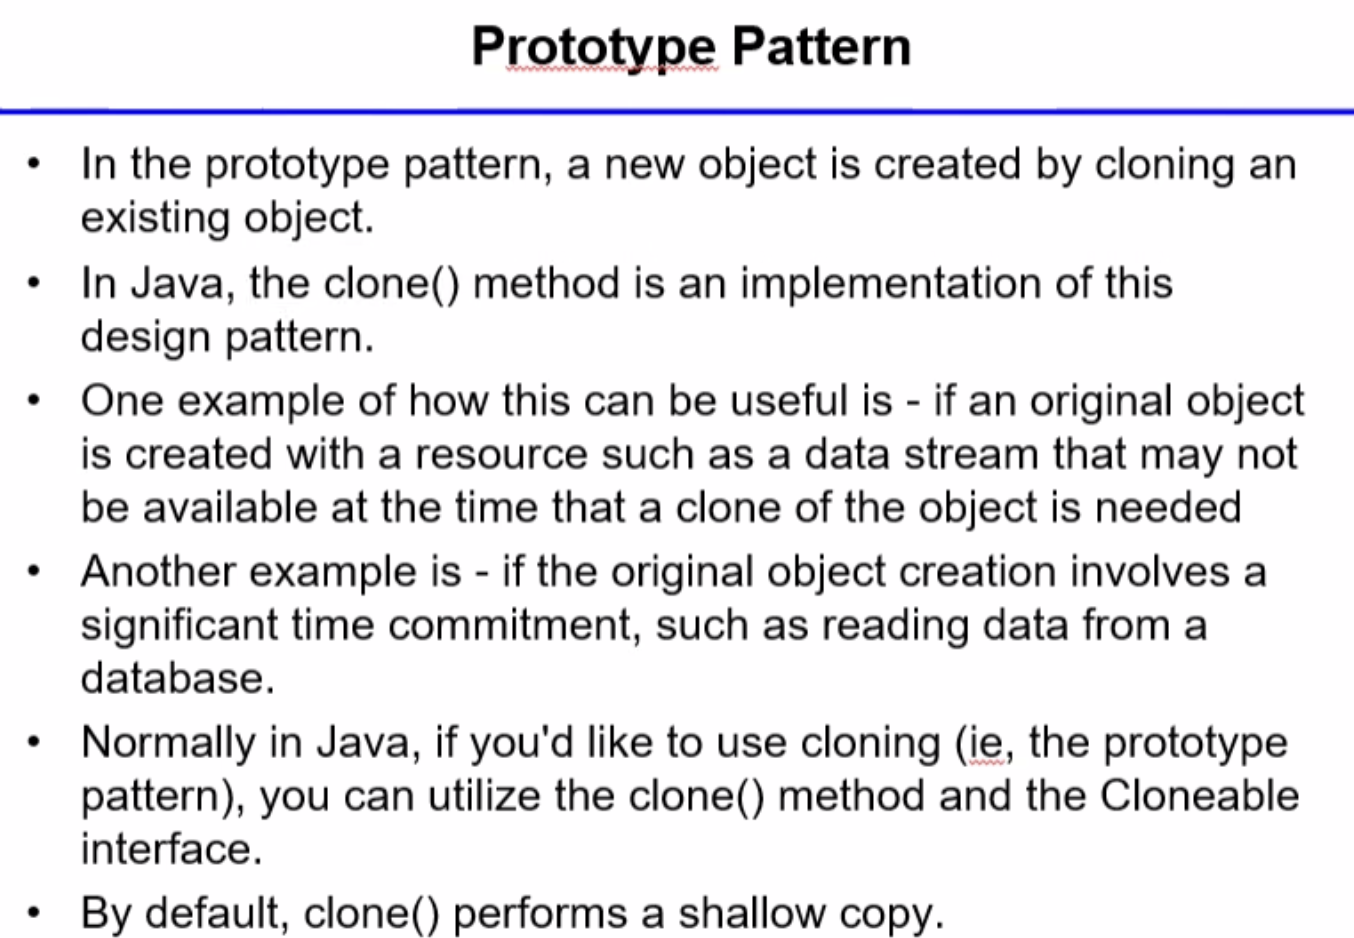 Prototype Pattern
• In the prototype pattern, a new object is created by cloning an
existing object.
• In Java, the clone() method is an implementation of this
design pattern.
• One example of how this can be useful is - if an original object
is created with a resource such as a data stream that may not
be available at the time that a clone of the object is needed
• Another example is - if the original object creation involves a
significant time commitment, such as reading data from a
database.
• Normally in Java, if you'd like to use cloning (ie, the prototype
pattern), you can utilize the clone() method and the Cloneable
interface.
• By default, clone() performs a shallow copy.